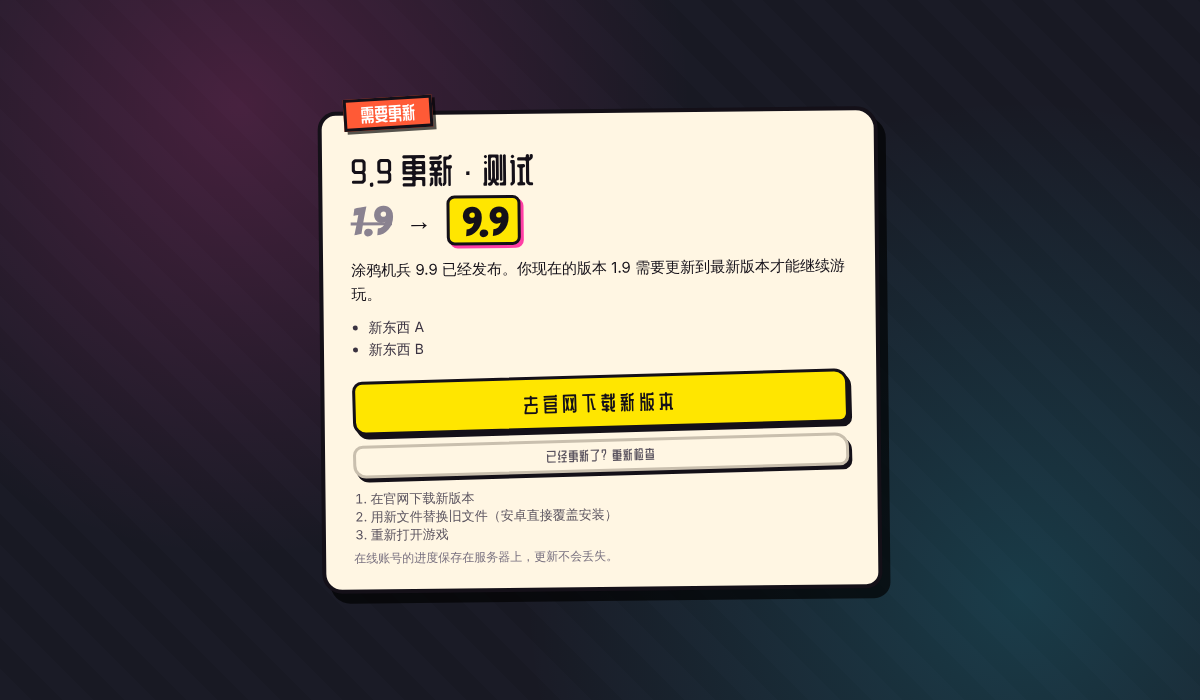 需要更新
9.9 更新 · 测试
1.9 → 9.9
涂鸦机兵 9.9 已经发布。你现在的版本 1.9 需要更新到最新版本才能继续游
玩。
• 新东西 A
• 新东西 B
去官网下载新版本
已经更新了? 重新检查
1. 在官网下载新版本
2. 用新文件替换旧文件（安卓直接覆盖安装）
3. 重新打开游戏
在线账号的进度保存在服务器上，更新不会丢失。